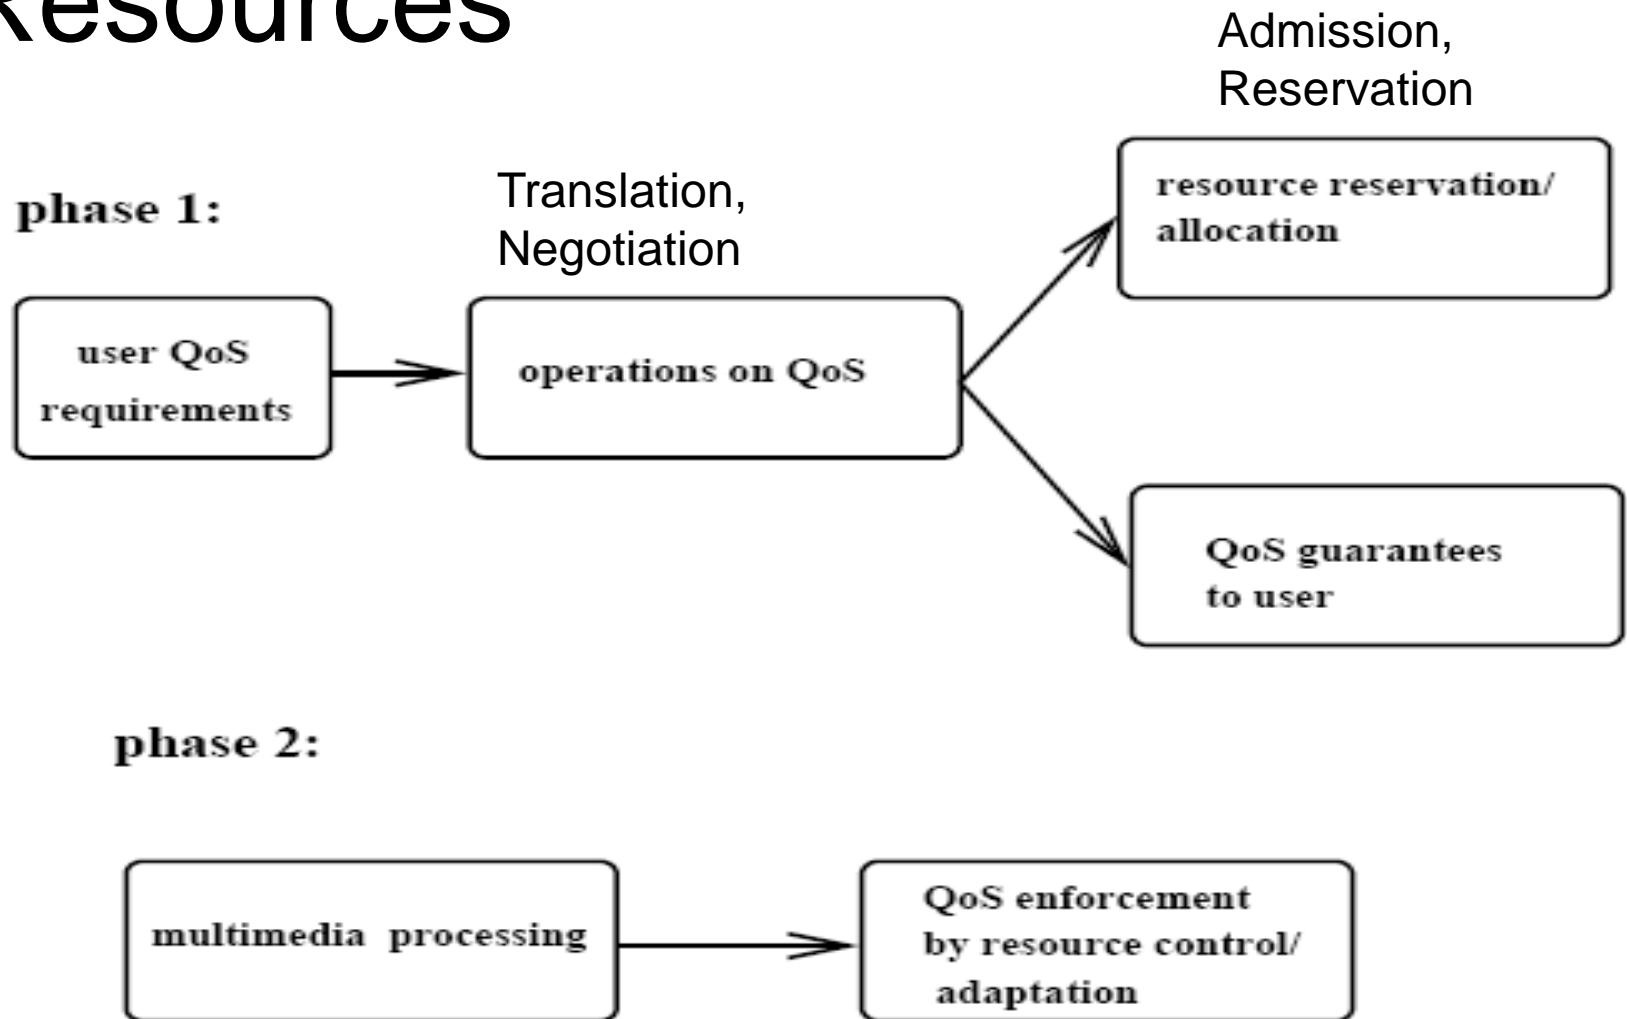 Resources
Admission,
Reservation
phase 1:
Translation,
Negotiation
resource reservation/
allocation
user QoS
requirements
operations on QoS
QoS guarantees
to user
phase 2:
multimedia processing
QoS enforcement
by resource control/
adaptation